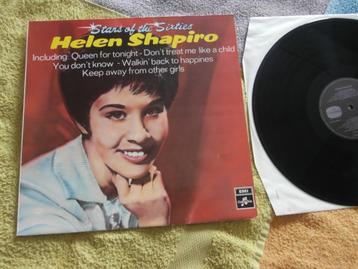 Stars of the Sixties
Helen Shapiro
Including: Queen for tonight - Don't treat me like a child
You don't know - Walkin' back to happines
Keep away from other girls
EMI